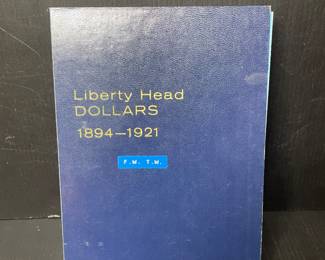 Liberty Head
DOLLARS
1894—1921
F.W. T.W.